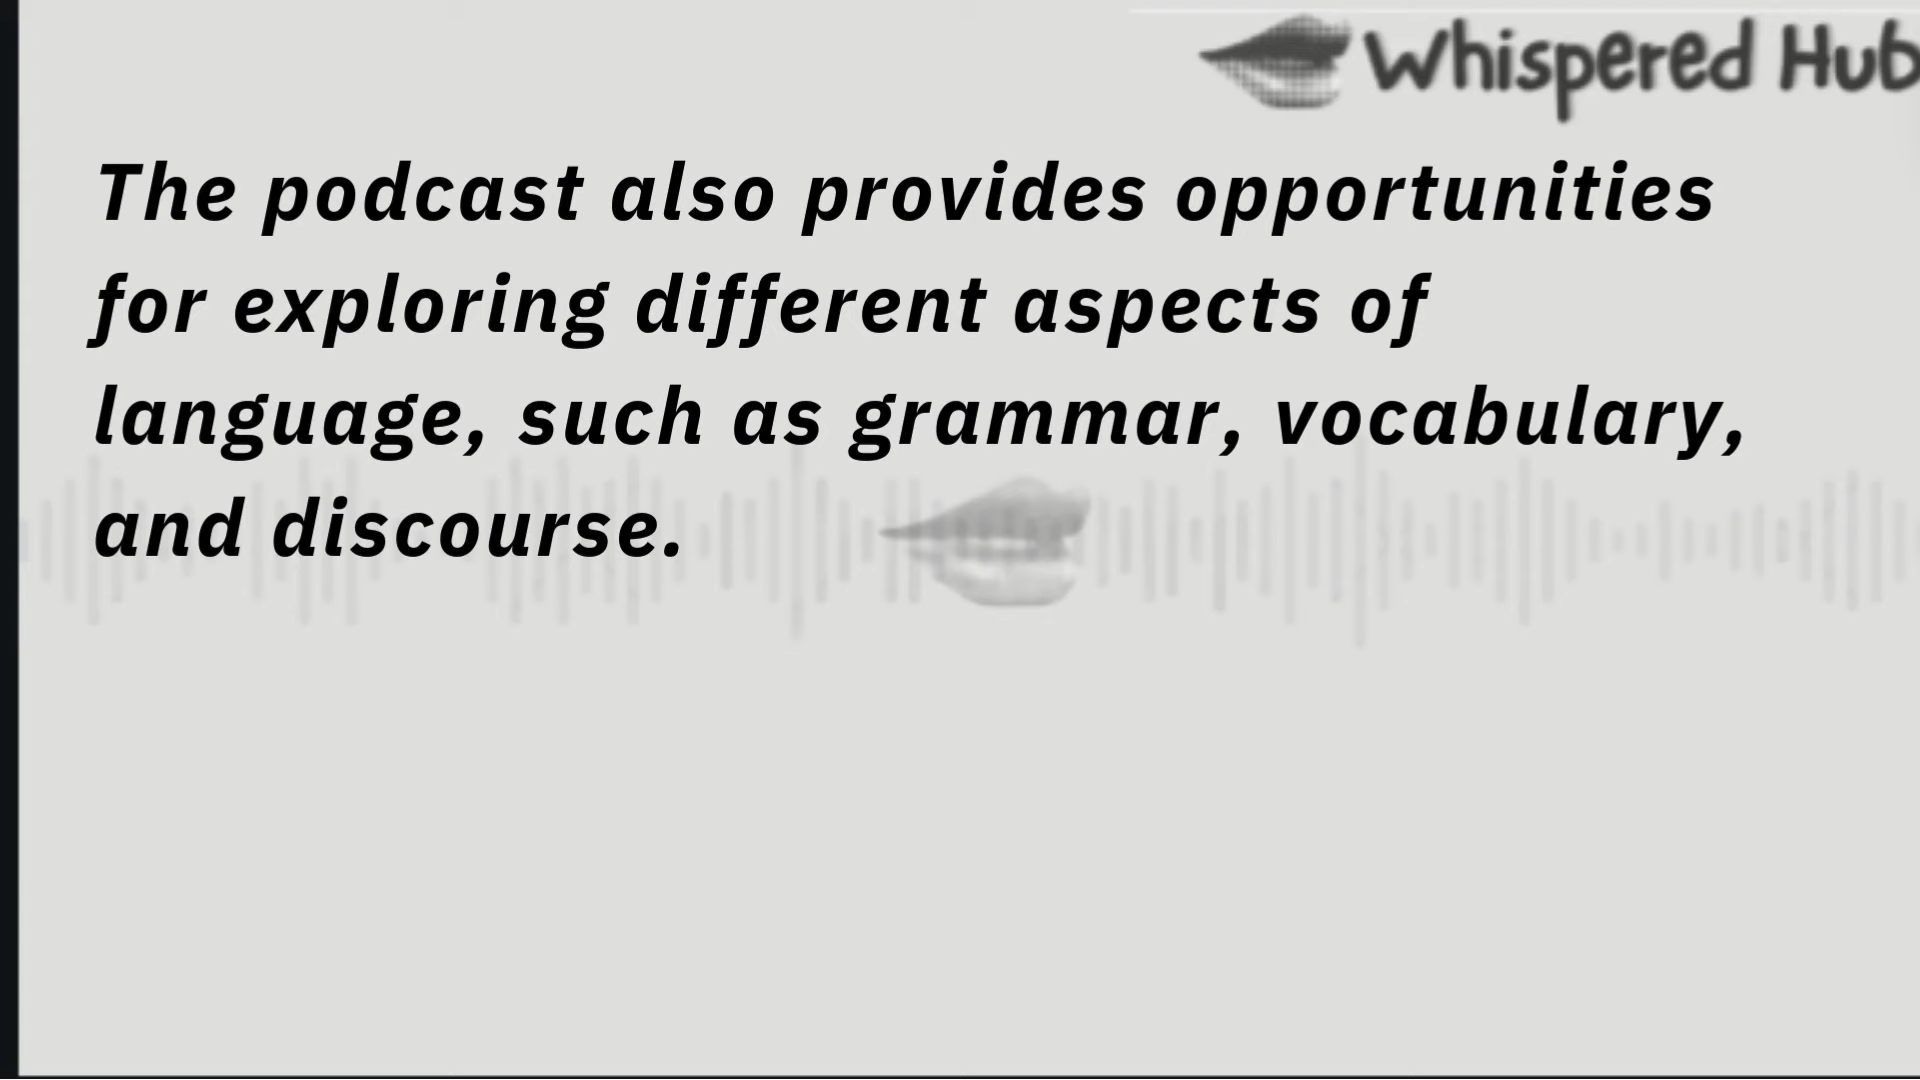 Whispered Hub
The podcast also provides opportunities
for exploring different aspects of
language, such as grammar, vocabulary,
and discourse.